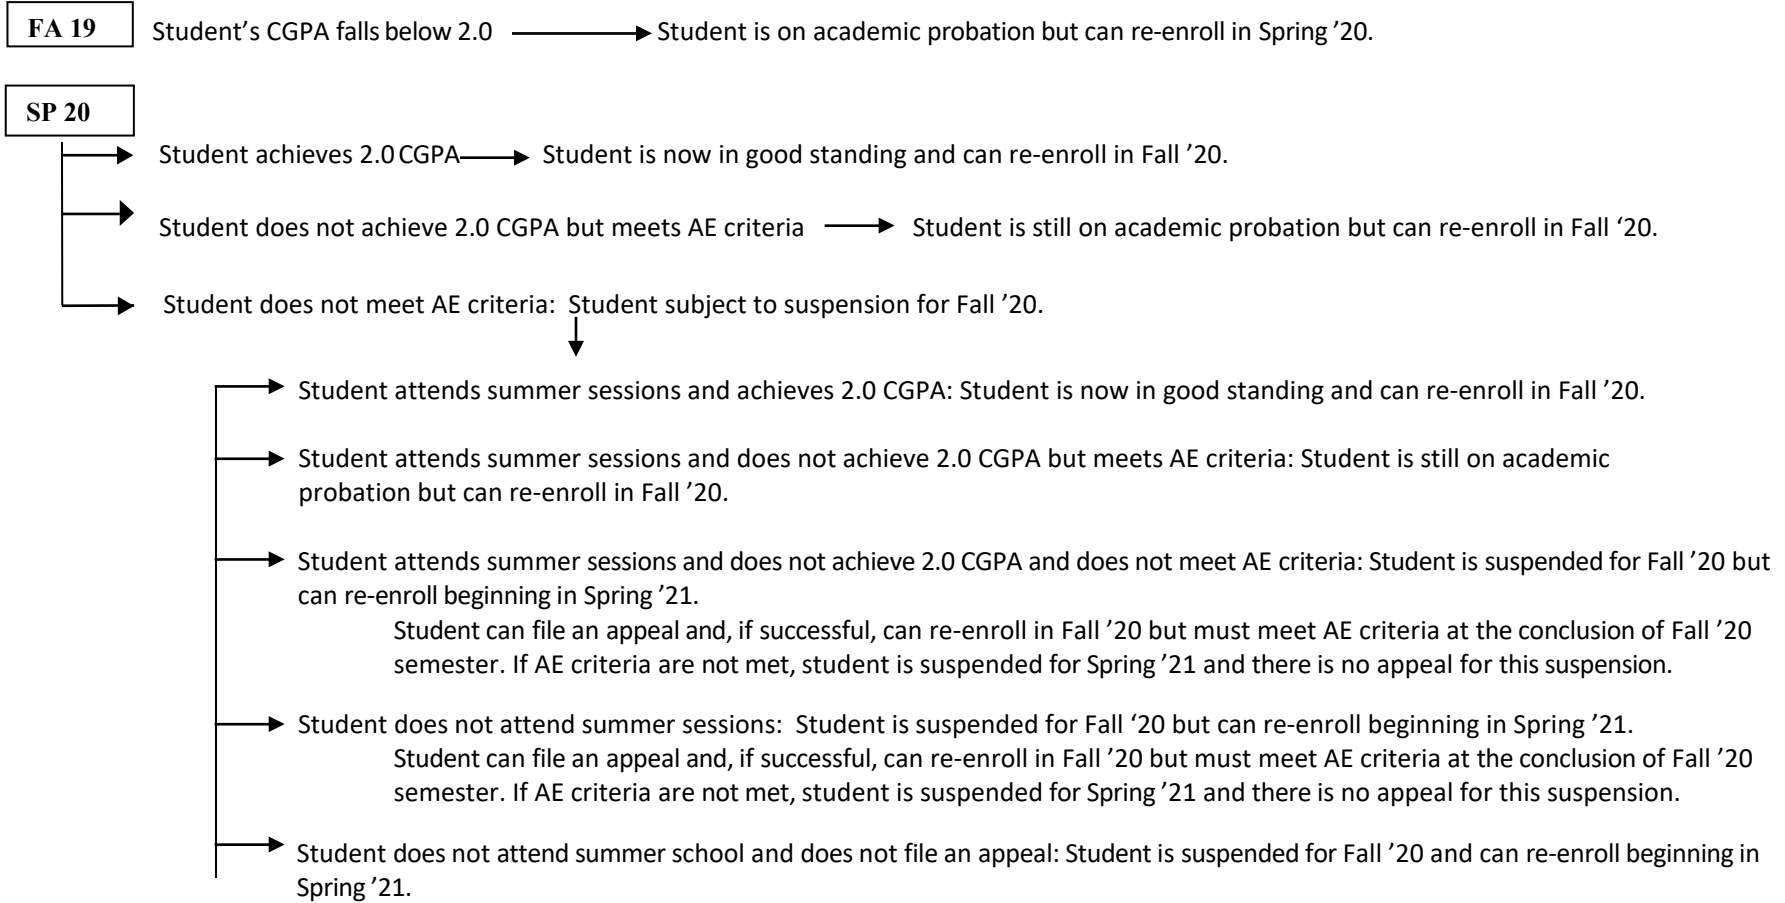 FA 19 Student’s CGPA falls below 2.0 Student is on academic probation but can re-enroll in Spring ’20.
SP 20
Student achieves 2.0 CGPA Student is now in good standing and can re-enroll in Fall ’20.
Student does not achieve 2.0 CGPA but meets AE criteria Student is still on academic probation but can re-enroll in Fall ‘20.
Student does not meet AE criteria: Student subject to suspension for Fall ’20.
Student attends summer sessions and achieves 2.0 CGPA: Student is now in good standing and can re-enroll in Fall ’20.
Student attends summer sessions and does not achieve 2.0 CGPA but meets AE criteria: Student is still on academic
probation but can re-enroll in Fall ’20.
Student attends summer sessions and does not achieve 2.0 CGPA and does not meet AE criteria: Student is suspended for Fall ’20 but
can re-enroll beginning in Spring ’21.
Student can file an appeal and, if successful, can re-enroll in Fall ’20 but must meet AE criteria at the conclusion of Fall ’20
semester. If AE criteria are not met, student is suspended for Spring ’21 and there is no appeal for this suspension.
Student does not attend summer sessions: Student is suspended for Fall ‘20 but can re-enroll beginning in Spring ’21.
Student can file an appeal and, if successful, can re-enroll in Fall ’20 but must meet AE criteria at the conclusion of Fall ’20
semester. If AE criteria are not met, student is suspended for Spring ’21 and there is no appeal for this suspension.
Student does not attend summer school and does not file an appeal: Student is suspended for Fall ’20 and can re-enroll beginning in
Spring ’21.